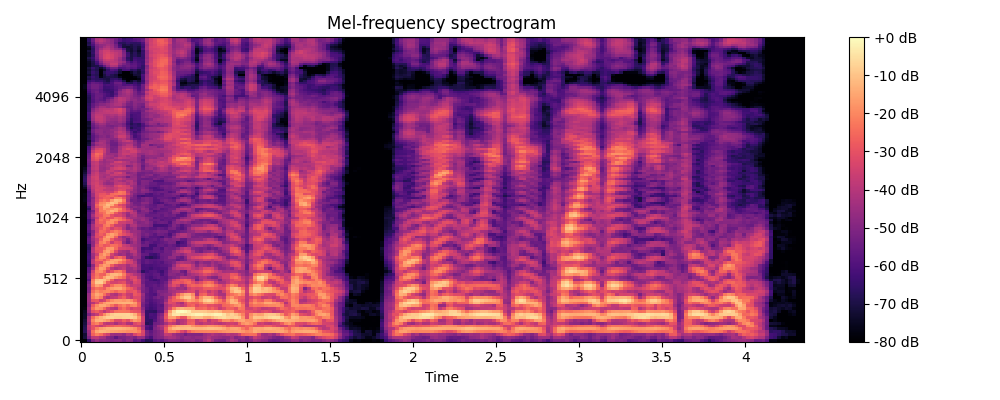 Mel-frequency spectrogram
+0 dB
-10 dB
-20 dB
-30 dB
-40 dB
-50 dB
-60 dB
-70 dB
-80 dB
Hz
4096
2048
1024
512
0
0 0.5 1 1.5 2 2.5 3 3.5 4
Time